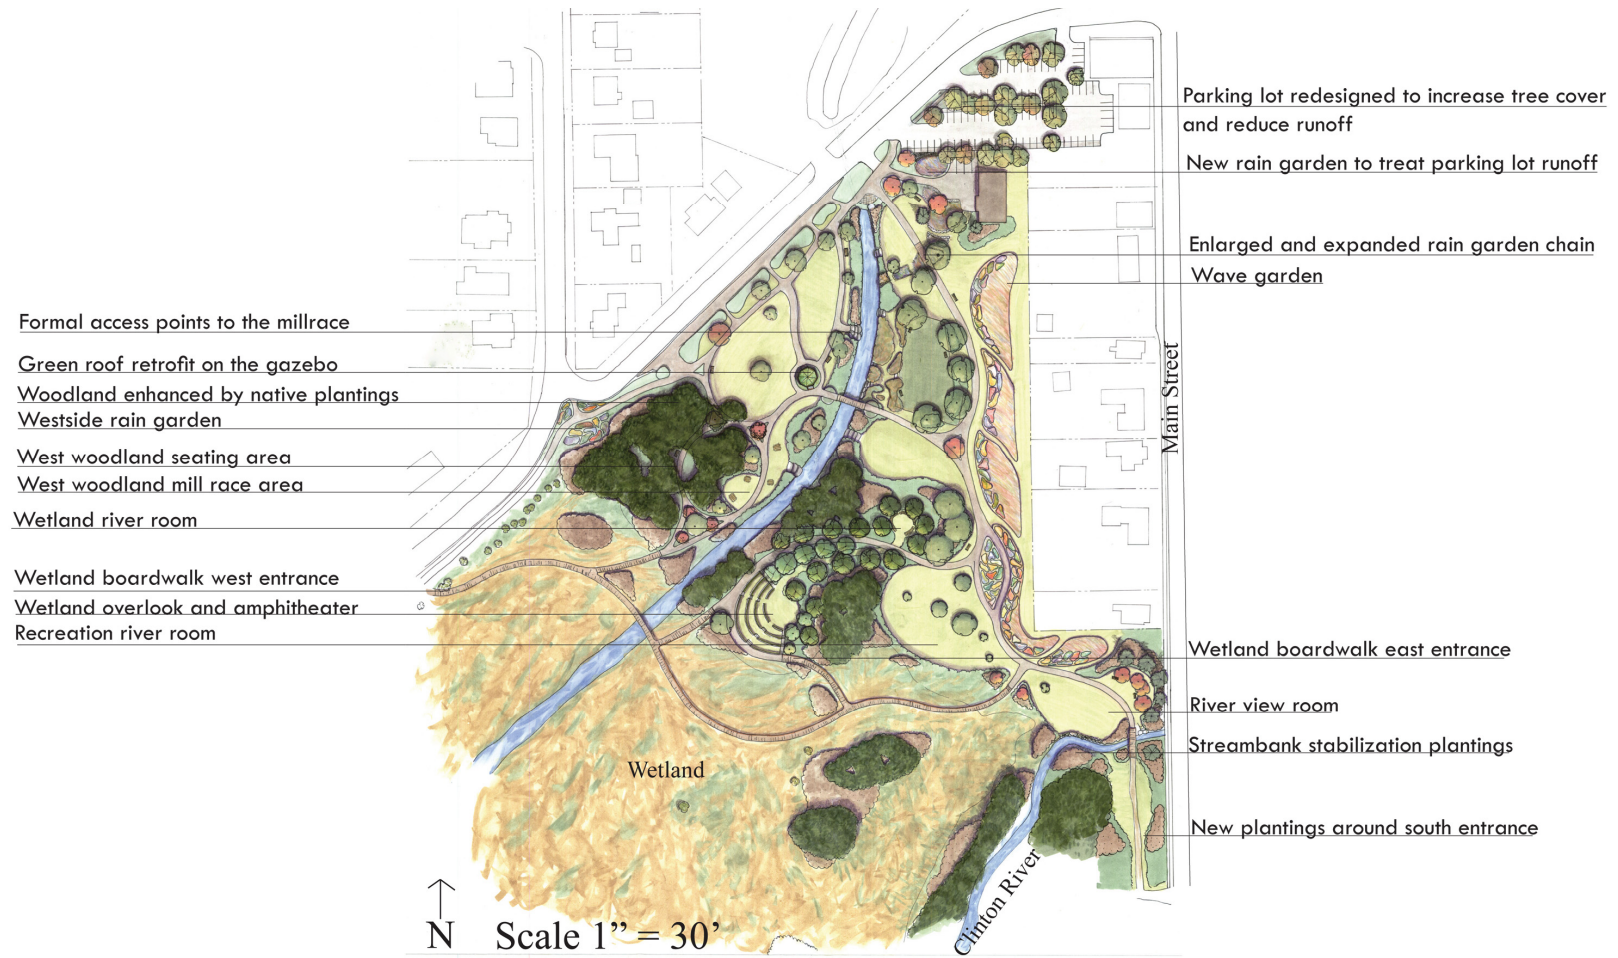 Parking lot redesigned to increase tree cover
and reduce runoff
New rain garden to treat parking lot runoff
Enlarged and expanded rain garden chain
Wave garden
Formal access points to the millrace
Green roof retrofit on the gazebo
Woodland enhanced by native plantings
Westside rain garden
West woodland seating area
West woodland mill race area
Wetland river room
Wetland boardwalk west entrance
Wetland overlook and amphitheater
Recreation river room
Main Street
Wetland boardwalk east entrance
River view room
Streambank stabilization plantings
New plantings around south entrance
Wetland
Clinton River
N
Scale 1” = 30’